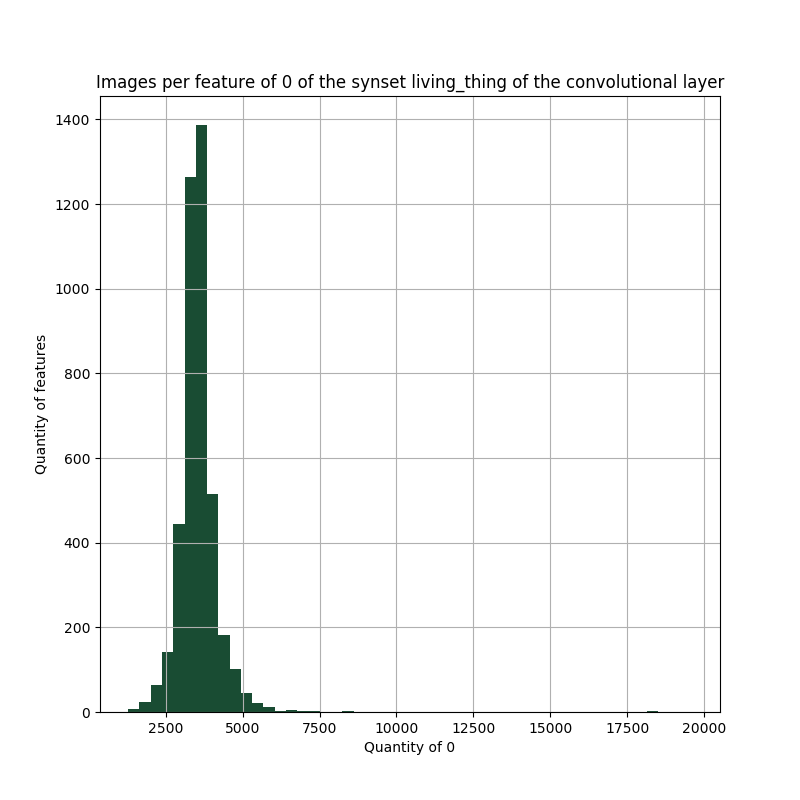 Images per feature of 0 of the synset living_thing of the convolutional layer
1400
1200
1000
800
600
400
200
0
Quantity of features
2500 5000 7500 10000 12500 15000 17500 20000
Quantity of 0